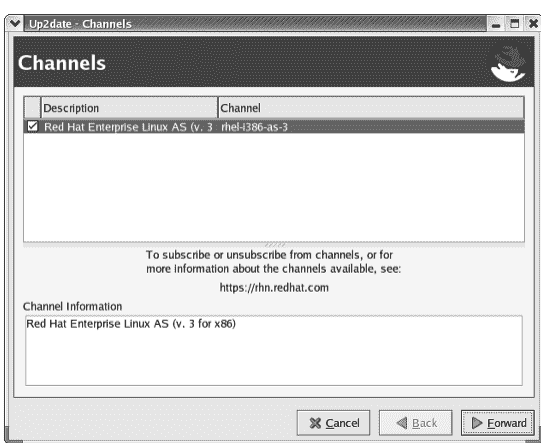 Up2date - Channels
Channels
Description Channel
Red Hat Enterprise Linux AS (v. 3 rhel-i386-as-3
To subscribe or unsubscribe from channels, or for
more information about the channels available, see:
https://rhn.redhat.com
Channel Information
Red Hat Enterprise Linux AS (v. 3 for x86)
Cancel Back Forward